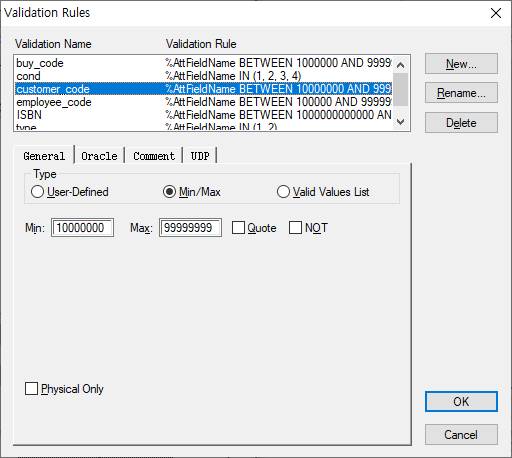 Validation Rules
Validation Name Validation Rule
buy_code %AttFieldName BETWEEN 1000000 AND 9999
cond %AttFieldName IN (1, 2, 3, 4)
customer_code %AttFieldName BETWEEN 10000000 AND 999
employee_code %AttFieldName BETWEEN 100000 AND 99999
ISBN %AttFieldName BETWEEN 1000000000000 AN
type %AttFieldName IN (1, 2)
New...
Rename...
Delete
General Oracle Comment UDP
Type
User-Defined Min/Max Valid Values List
Min: 10000000 Max: 99999999 Quote NOT
Physical Only
OK
Cancel